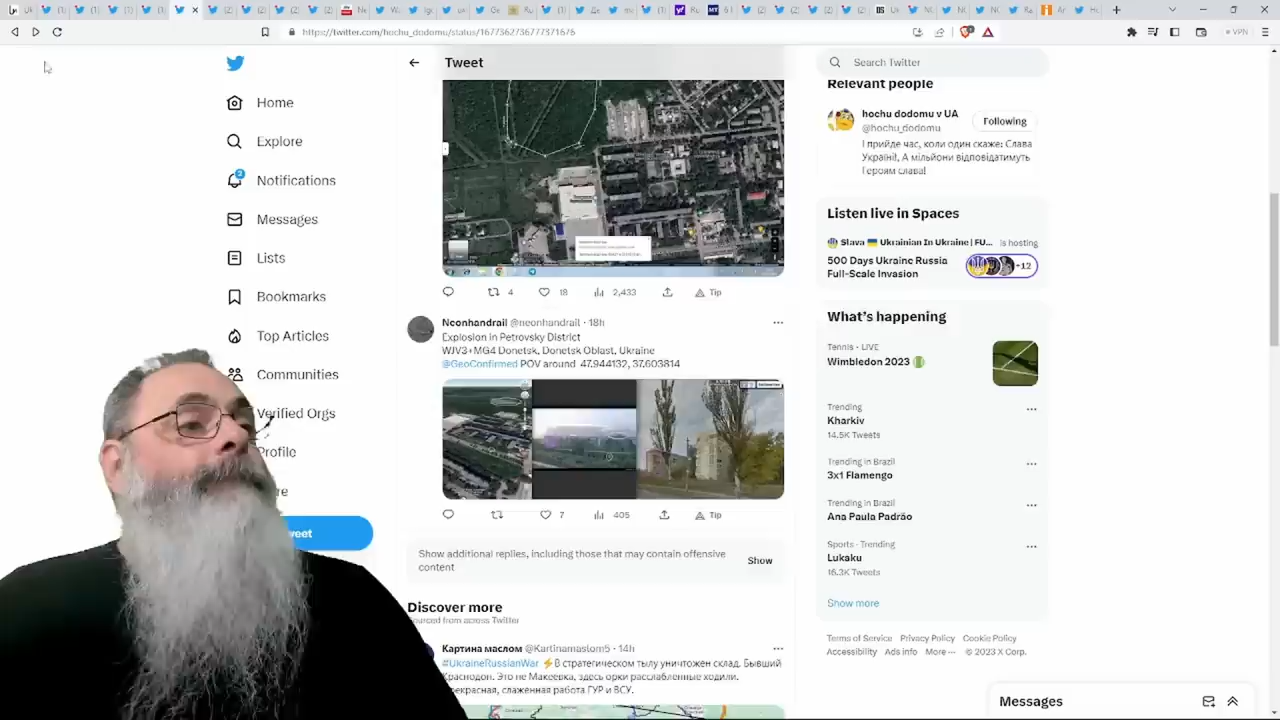 https://twitter.com/hochu_dodomu/status/1677362736777371676
VPN
Home
Explore
2
Notifications
Messages
Lists
Bookmarks
Top Articles
Communities
Verified Orgs
Profile
Tweet
4
18
2,433
Tip
Neonhandrail @neonhandrail · 18h
Explosion in Petrovsky District
WJV3+MG4 Donetsk, Donetsk Oblast, Ukraine
@GeoConfirmed POV around 47.944132, 37.603814
7
405
Tip
Show additional replies, including those that may contain offensive
content
Show
Discover more
Sourced from across Twitter
Картина маслом @Kartinamaslom5 · 14h
#UkraineRussianWar ⚡В стратегическом тылу уничтожен склад. Бывший
Краснодон. Это не Макеевка, здесь орки расслабленные ходили.
Прекрасная, слаженная работа ГУР и ВСУ.
Search Twitter
Relevant people
hochu dodomu v UA
@hochu_dodomu
Following
І прийде час, коли один скаже: Слава
Україні!, А мільйони відповідатимуть
Героям слава!
Listen live in Spaces
Slava 🇺🇦 Ukrainian In Ukraine | FU... is hosting
500 Days Ukraine Russia
Full-Scale Invasion
+12
What's happening
Tennis · LIVE
Wimbledon 2023
Trending
Kharkiv
14.5K Tweets
Trending in Brazil
3x1 Flamengo
Trending in Brazil
Ana Paula Padrão
Sports · Trending
Lukaku
16.3K Tweets
Show more
Terms of Service Privacy Policy Cookie Policy
Accessibility Ads info More ··· © 2023 X Corp.
Messages